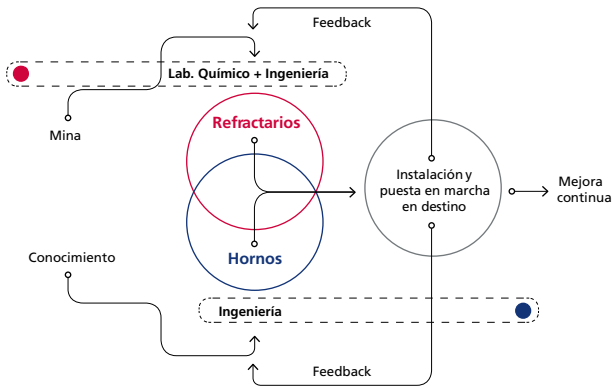 Feedback
Lab. Químico + Ingeniería
Refractarios
Mina
Instalación y
puesta en marcha
en destino
Mejora
continua
Conocimiento
Hornos
Ingeniería
Feedback